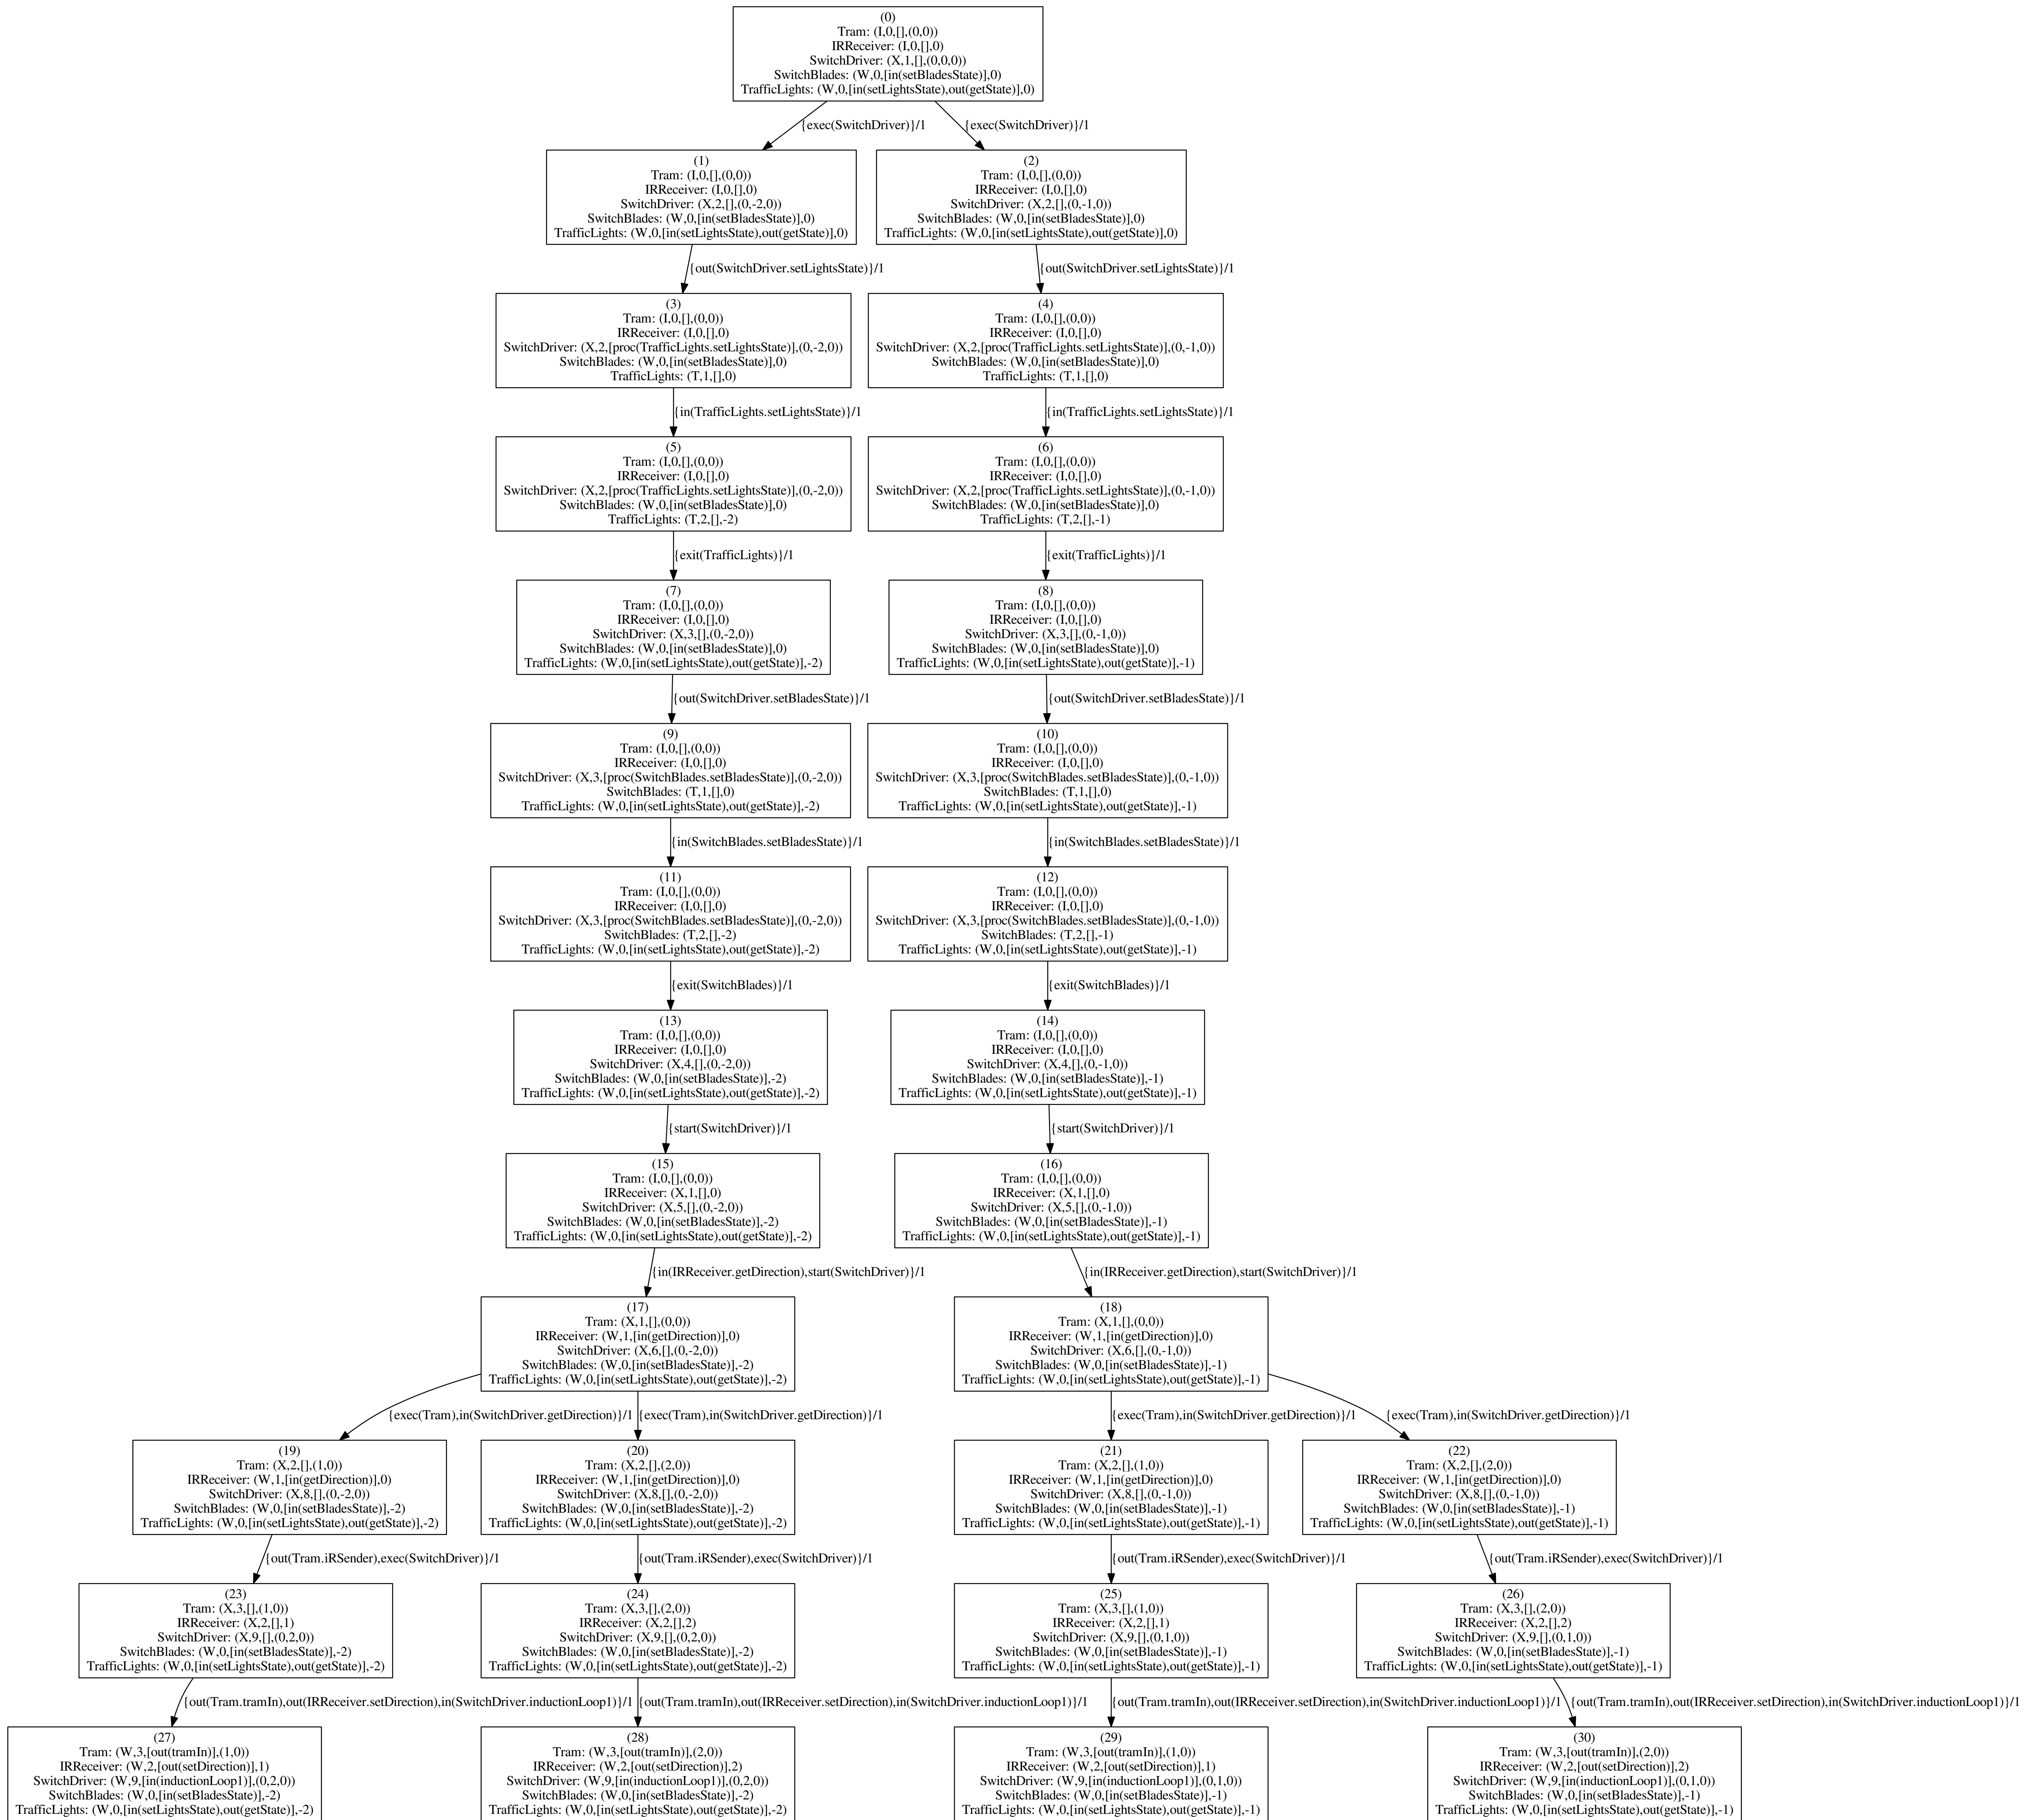 (0)
Tram: (I,0,[],(0,0))
IRReceiver: (I,0,[],0)
SwitchDriver: (X,1,[],(0,0,0))
SwitchBlades: (W,0,[in(setBladesState)],0)
TrafficLights: (W,0,[in(setLightsState),out(getState)],0)
{exec(SwitchDriver)}/1
{exec(SwitchDriver)}/1
(1)
Tram: (I,0,[],(0,0))
IRReceiver: (I,0,[],0)
SwitchDriver: (X,2,[],(0,-2,0))
SwitchBlades: (W,0,[in(setBladesState)],0)
TrafficLights: (W,0,[in(setLightsState),out(getState)],0)
(2)
Tram: (I,0,[],(0,0))
IRReceiver: (I,0,[],0)
SwitchDriver: (X,2,[],(0,-1,0))
SwitchBlades: (W,0,[in(setBladesState)],0)
TrafficLights: (W,0,[in(setLightsState),out(getState)],0)
{out(SwitchDriver.setLightsState)}/1
{out(SwitchDriver.setLightsState)}/1
(3)
Tram: (I,0,[],(0,0))
IRReceiver: (I,0,[],0)
SwitchDriver: (X,2,[proc(TrafficLights.setLightsState)],(0,-2,0))
SwitchBlades: (W,0,[in(setBladesState)],0)
TrafficLights: (T,1,[],0)
(4)
Tram: (I,0,[],(0,0))
IRReceiver: (I,0,[],0)
SwitchDriver: (X,2,[proc(TrafficLights.setLightsState)],(0,-1,0))
SwitchBlades: (W,0,[in(setBladesState)],0)
TrafficLights: (T,1,[],0)
{in(TrafficLights.setLightsState)}/1
{in(TrafficLights.setLightsState)}/1
(5)
Tram: (I,0,[],(0,0))
IRReceiver: (I,0,[],0)
SwitchDriver: (X,2,[proc(TrafficLights.setLightsState)],(0,-2,0))
SwitchBlades: (W,0,[in(setBladesState)],0)
TrafficLights: (T,2,[],-2)
(6)
Tram: (I,0,[],(0,0))
IRReceiver: (I,0,[],0)
SwitchDriver: (X,2,[proc(TrafficLights.setLightsState)],(0,-1,0))
SwitchBlades: (W,0,[in(setBladesState)],0)
TrafficLights: (T,2,[],-1)
{exit(TrafficLights)}/1
{exit(TrafficLights)}/1
(7)
Tram: (I,0,[],(0,0))
IRReceiver: (I,0,[],0)
SwitchDriver: (X,3,[],(0,-2,0))
SwitchBlades: (W,0,[in(setBladesState)],0)
TrafficLights: (W,0,[in(setLightsState),out(getState)],-2)
(8)
Tram: (I,0,[],(0,0))
IRReceiver: (I,0,[],0)
SwitchDriver: (X,3,[],(0,-1,0))
SwitchBlades: (W,0,[in(setBladesState)],0)
TrafficLights: (W,0,[in(setLightsState),out(getState)],-1)
{out(SwitchDriver.setBladesState)}/1
{out(SwitchDriver.setBladesState)}/1
(9)
Tram: (I,0,[],(0,0))
IRReceiver: (I,0,[],0)
SwitchDriver: (X,3,[proc(SwitchBlades.setBladesState)],(0,-2,0))
SwitchBlades: (T,1,[],0)
TrafficLights: (W,0,[in(setLightsState),out(getState)],-2)
(10)
Tram: (I,0,[],(0,0))
IRReceiver: (I,0,[],0)
SwitchDriver: (X,3,[proc(SwitchBlades.setBladesState)],(0,-1,0))
SwitchBlades: (T,1,[],0)
TrafficLights: (W,0,[in(setLightsState),out(getState)],-1)
{in(SwitchBlades.setBladesState)}/1
{in(SwitchBlades.setBladesState)}/1
(11)
Tram: (I,0,[],(0,0))
IRReceiver: (I,0,[],0)
SwitchDriver: (X,3,[proc(SwitchBlades.setBladesState)],(0,-2,0))
SwitchBlades: (T,2,[],-2)
TrafficLights: (W,0,[in(setLightsState),out(getState)],-2)
(12)
Tram: (I,0,[],(0,0))
IRReceiver: (I,0,[],0)
SwitchDriver: (X,3,[proc(SwitchBlades.setBladesState)],(0,-1,0))
SwitchBlades: (T,2,[],-1)
TrafficLights: (W,0,[in(setLightsState),out(getState)],-1)
{exit(SwitchBlades)}/1
{exit(SwitchBlades)}/1
(13)
Tram: (I,0,[],(0,0))
IRReceiver: (I,0,[],0)
SwitchDriver: (X,4,[],(0,-2,0))
SwitchBlades: (W,0,[in(setBladesState)],-2)
TrafficLights: (W,0,[in(setLightsState),out(getState)],-2)
(14)
Tram: (I,0,[],(0,0))
IRReceiver: (I,0,[],0)
SwitchDriver: (X,4,[],(0,-1,0))
SwitchBlades: (W,0,[in(setBladesState)],-1)
TrafficLights: (W,0,[in(setLightsState),out(getState)],-1)
{start(SwitchDriver)}/1
{start(SwitchDriver)}/1
(15)
Tram: (I,0,[],(0,0))
IRReceiver: (X,1,[],0)
SwitchDriver: (X,5,[],(0,-2,0))
SwitchBlades: (W,0,[in(setBladesState)],-2)
TrafficLights: (W,0,[in(setLightsState),out(getState)],-2)
(16)
Tram: (I,0,[],(0,0))
IRReceiver: (X,1,[],0)
SwitchDriver: (X,5,[],(0,-1,0))
SwitchBlades: (W,0,[in(setBladesState)],-1)
TrafficLights: (W,0,[in(setLightsState),out(getState)],-1)
{in(IRReceiver.getDirection),start(SwitchDriver)}/1
{in(IRReceiver.getDirection),start(SwitchDriver)}/1
(17)
Tram: (X,1,[],(0,0))
IRReceiver: (W,1,[in(getDirection)],0)
SwitchDriver: (X,6,[],(0,-2,0))
SwitchBlades: (W,0,[in(setBladesState)],-2)
TrafficLights: (W,0,[in(setLightsState),out(getState)],-2)
(18)
Tram: (X,1,[],(0,0))
IRReceiver: (W,1,[in(getDirection)],0)
SwitchDriver: (X,6,[],(0,-1,0))
SwitchBlades: (W,0,[in(setBladesState)],-1)
TrafficLights: (W,0,[in(setLightsState),out(getState)],-1)
{exec(Tram),in(SwitchDriver.getDirection)}/1
{exec(Tram),in(SwitchDriver.getDirection)}/1
{exec(Tram),in(SwitchDriver.getDirection)}/1
{exec(Tram),in(SwitchDriver.getDirection)}/1
(19)
Tram: (X,2,[],(1,0))
IRReceiver: (W,1,[in(getDirection)],0)
SwitchDriver: (X,8,[],(0,-2,0))
SwitchBlades: (W,0,[in(setBladesState)],-2)
TrafficLights: (W,0,[in(setLightsState),out(getState)],-2)
(20)
Tram: (X,2,[],(2,0))
IRReceiver: (W,1,[in(getDirection)],0)
SwitchDriver: (X,8,[],(0,-2,0))
SwitchBlades: (W,0,[in(setBladesState)],-2)
TrafficLights: (W,0,[in(setLightsState),out(getState)],-2)
(21)
Tram: (X,2,[],(1,0))
IRReceiver: (W,1,[in(getDirection)],0)
SwitchDriver: (X,8,[],(0,-1,0))
SwitchBlades: (W,0,[in(setBladesState)],-1)
TrafficLights: (W,0,[in(setLightsState),out(getState)],-1)
(22)
Tram: (X,2,[],(2,0))
IRReceiver: (W,1,[in(getDirection)],0)
SwitchDriver: (X,8,[],(0,-1,0))
SwitchBlades: (W,0,[in(setBladesState)],-1)
TrafficLights: (W,0,[in(setLightsState),out(getState)],-1)
{out(Tram.iRSender),exec(SwitchDriver)}/1
{out(Tram.iRSender),exec(SwitchDriver)}/1
{out(Tram.iRSender),exec(SwitchDriver)}/1
{out(Tram.iRSender),exec(SwitchDriver)}/1
(23)
Tram: (X,3,[],(1,0))
IRReceiver: (X,2,[],1)
SwitchDriver: (X,9,[],(0,2,0))
SwitchBlades: (W,0,[in(setBladesState)],-2)
TrafficLights: (W,0,[in(setLightsState),out(getState)],-2)
(24)
Tram: (X,3,[],(2,0))
IRReceiver: (X,2,[],2)
SwitchDriver: (X,9,[],(0,2,0))
SwitchBlades: (W,0,[in(setBladesState)],-2)
TrafficLights: (W,0,[in(setLightsState),out(getState)],-2)
(25)
Tram: (X,3,[],(1,0))
IRReceiver: (X,2,[],1)
SwitchDriver: (X,9,[],(0,1,0))
SwitchBlades: (W,0,[in(setBladesState)],-1)
TrafficLights: (W,0,[in(setLightsState),out(getState)],-1)
(26)
Tram: (X,3,[],(2,0))
IRReceiver: (X,2,[],2)
SwitchDriver: (X,9,[],(0,1,0))
SwitchBlades: (W,0,[in(setBladesState)],-1)
TrafficLights: (W,0,[in(setLightsState),out(getState)],-1)
{out(Tram.tramIn),out(IRReceiver.setDirection),in(SwitchDriver.inductionLoop1)}/1
{out(Tram.tramIn),out(IRReceiver.setDirection),in(SwitchDriver.inductionLoop1)}/1
{out(Tram.tramIn),out(IRReceiver.setDirection),in(SwitchDriver.inductionLoop1)}/1
{out(Tram.tramIn),out(IRReceiver.setDirection),in(SwitchDriver.inductionLoop1)}/1
(27)
Tram: (W,3,[out(tramIn)],(1,0))
IRReceiver: (W,2,[out(setDirection)],1)
SwitchDriver: (W,9,[in(inductionLoop1)],(0,2,0))
SwitchBlades: (W,0,[in(setBladesState)],-2)
TrafficLights: (W,0,[in(setLightsState),out(getState)],-2)
(28)
Tram: (W,3,[out(tramIn)],(2,0))
IRReceiver: (W,2,[out(setDirection)],2)
SwitchDriver: (W,9,[in(inductionLoop1)],(0,2,0))
SwitchBlades: (W,0,[in(setBladesState)],-2)
TrafficLights: (W,0,[in(setLightsState),out(getState)],-2)
(29)
Tram: (W,3,[out(tramIn)],(1,0))
IRReceiver: (W,2,[out(setDirection)],1)
SwitchDriver: (W,9,[in(inductionLoop1)],(0,1,0))
SwitchBlades: (W,0,[in(setBladesState)],-1)
TrafficLights: (W,0,[in(setLightsState),out(getState)],-1)
(30)
Tram: (W,3,[out(tramIn)],(2,0))
IRReceiver: (W,2,[out(setDirection)],2)
SwitchDriver: (W,9,[in(inductionLoop1)],(0,1,0))
SwitchBlades: (W,0,[in(setBladesState)],-1)
TrafficLights: (W,0,[in(setLightsState),out(getState)],-1)